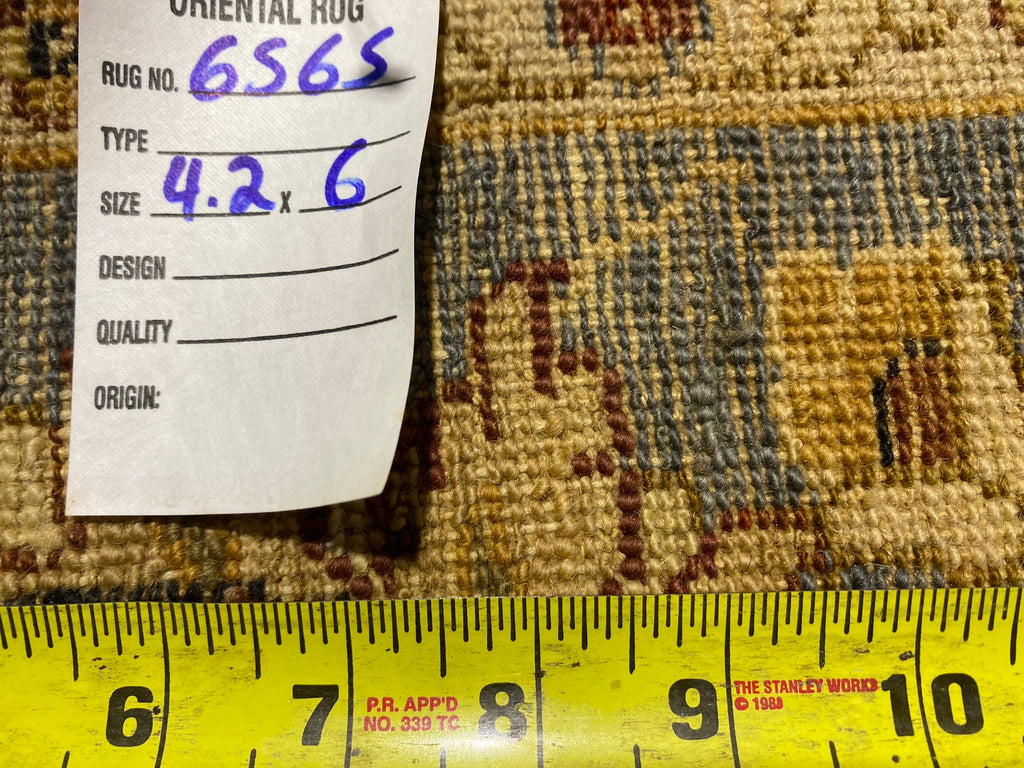 ORIENTAL RUG
RUG NO. 6565
TYPE
SIZE 4.2 x 6
DESIGN
QUALITY
ORIGIN:
6 7 8 9 10
P.R. APP'D
NO. 339 TC
THE STANLEY WORKS
© 1988